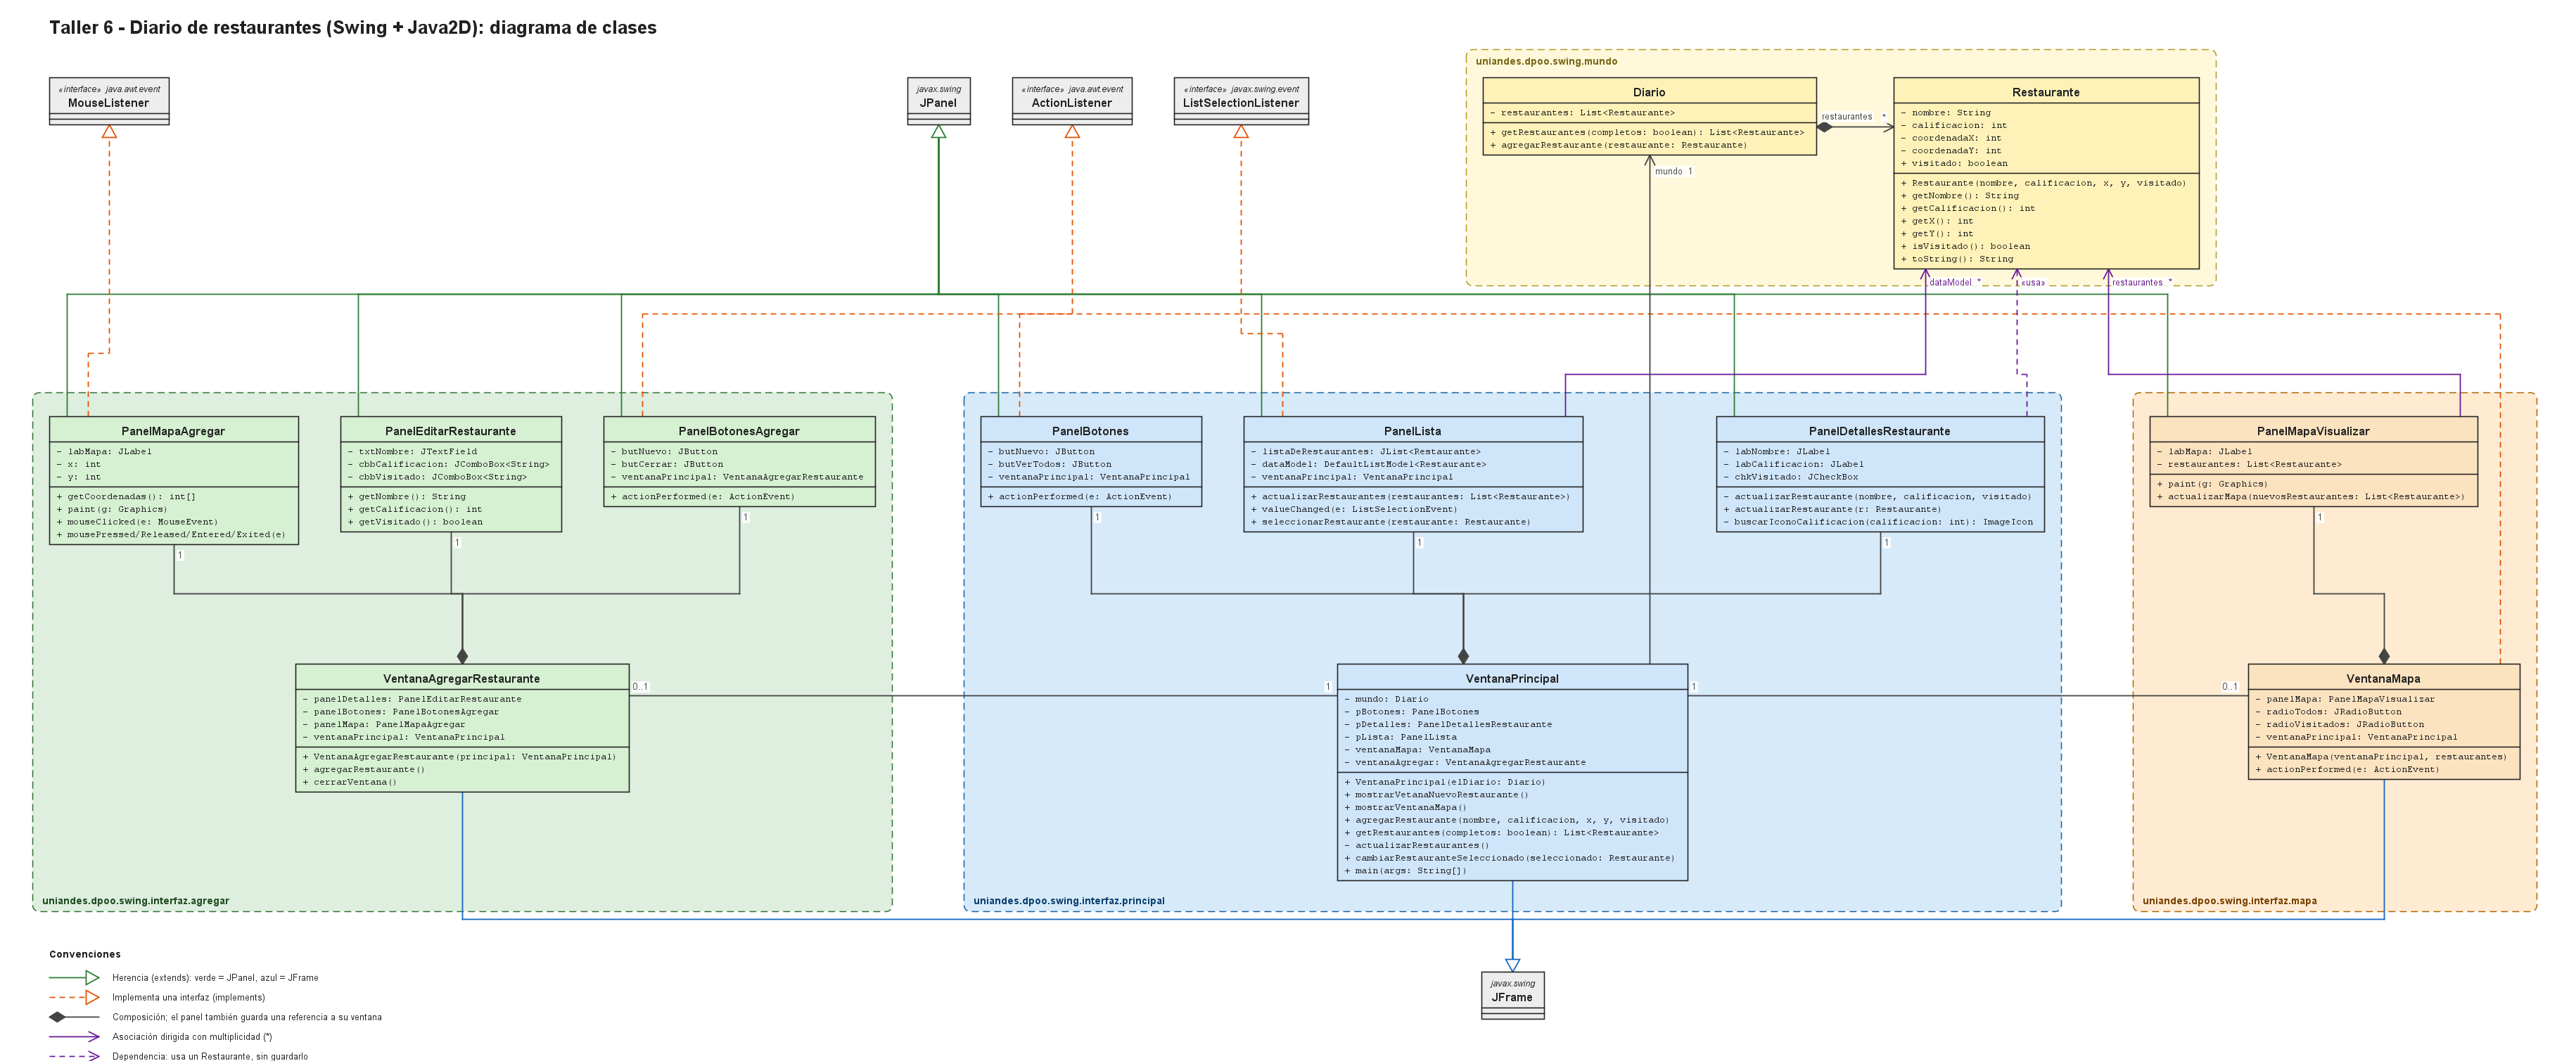 Taller 6 - Diario de restaurantes (Swing + Java2D): diagrama de clases
«interface» java.awt.event
MouseListener
javax.swing
JPanel
«interface» java.awt.event
ActionListener
«interface» javax.swing.event
ListSelectionListener
uniandes.dpoo.swing.mundo
Diario
- restaurantes: List<Restaurante>
+ getRestaurantes(completos: boolean): List<Restaurante>
+ agregarRestaurante(restaurante: Restaurante)
restaurantes *
mundo 1
Restaurante
- nombre: String
- calificacion: int
- coordenadaX: int
- coordenadaY: int
+ visitado: boolean
+ Restaurante(nombre, calificacion, x, y, visitado)
+ getNombre(): String
+ getCalificacion(): int
+ getX(): int
+ getY(): int
+ isVisitado(): boolean
+ toString(): String
dataModel *
«usa»
restaurantes *
PanelMapaAgregar
- labMapa: JLabel
- x: int
- y: int
+ getCoordenadas(): int[]
+ paint(g: Graphics)
+ mouseClicked(e: MouseEvent)
+ mousePressed/Released/Entered/Exited(e)
1
PanelEditarRestaurante
- txtNombre: JTextField
- cbbCalificacion: JComboBox<String>
- cbbVisitado: JComboBox<String>
+ getNombre(): String
+ getCalificacion(): int
+ getVisitado(): boolean
1
PanelBotonesAgregar
- butNuevo: JButton
- butCerrar: JButton
- ventanaPrincipal: VentanaAgregarRestaurante
+ actionPerformed(e: ActionEvent)
1
PanelBotones
- butNuevo: JButton
- butVerTodos: JButton
- ventanaPrincipal: VentanaPrincipal
+ actionPerformed(e: ActionEvent)
1
PanelLista
- listaDeRestaurantes: JList<Restaurante>
- dataModel: DefaultListModel<Restaurante>
- ventanaPrincipal: VentanaPrincipal
+ actualizarRestaurantes(restaurantes: List<Restaurante>)
+ valueChanged(e: ListSelectionEvent)
+ seleccionarRestaurante(restaurante: Restaurante)
1
PanelDetallesRestaurante
- labNombre: JLabel
- labCalificacion: JLabel
- chkVisitado: JCheckBox
- actualizarRestaurante(nombre, calificacion, visitado)
+ actualizarRestaurante(r: Restaurante)
- buscarIconoCalificacion(calificacion: int): ImageIcon
1
PanelMapaVisualizar
- labMapa: JLabel
- restaurantes: List<Restaurante>
+ paint(g: Graphics)
+ actualizarMapa(nuevosRestaurantes: List<Restaurante>)
1
VentanaAgregarRestaurante
- panelDetalles: PanelEditarRestaurante
- panelBotones: PanelBotonesAgregar
- panelMapa: PanelMapaAgregar
- ventanaPrincipal: VentanaPrincipal
+ VentanaAgregarRestaurante(principal: VentanaPrincipal)
+ agregarRestaurante()
+ cerrarVentana()
0..1
1
VentanaPrincipal
- mundo: Diario
- pBotones: PanelBotones
- pDetalles: PanelDetallesRestaurante
- pLista: PanelLista
- ventanaMapa: VentanaMapa
- ventanaAgregar: VentanaAgregarRestaurante
+ VentanaPrincipal(elDiario: Diario)
+ mostrarVetanaNuevoRestaurante()
+ mostrarVentanaMapa()
+ agregarRestaurante(nombre, calificacion, x, y, visitado)
+ getRestaurantes(completos: boolean): List<Restaurante>
- actualizarRestaurantes()
+ cambiarRestauranteSeleccionado(seleccionado: Restaurante)
+ main(args: String[])
1
0..1
VentanaMapa
- panelMapa: PanelMapaVisualizar
- radioTodos: JRadioButton
- radioVisitados: JRadioButton
- ventanaPrincipal: VentanaPrincipal
+ VentanaMapa(ventanaPrincipal, restaurantes)
+ actionPerformed(e: ActionEvent)
uniandes.dpoo.swing.interfaz.agregar
uniandes.dpoo.swing.interfaz.principal
uniandes.dpoo.swing.interfaz.mapa
javax.swing
JFrame
Convenciones
Herencia (extends): verde = JPanel, azul = JFrame
Implementa una interfaz (implements)
Composición; el panel también guarda una referencia a su ventana
Asociación dirigida con multiplicidad (*)
Dependencia: usa un Restaurante, sin guardarlo